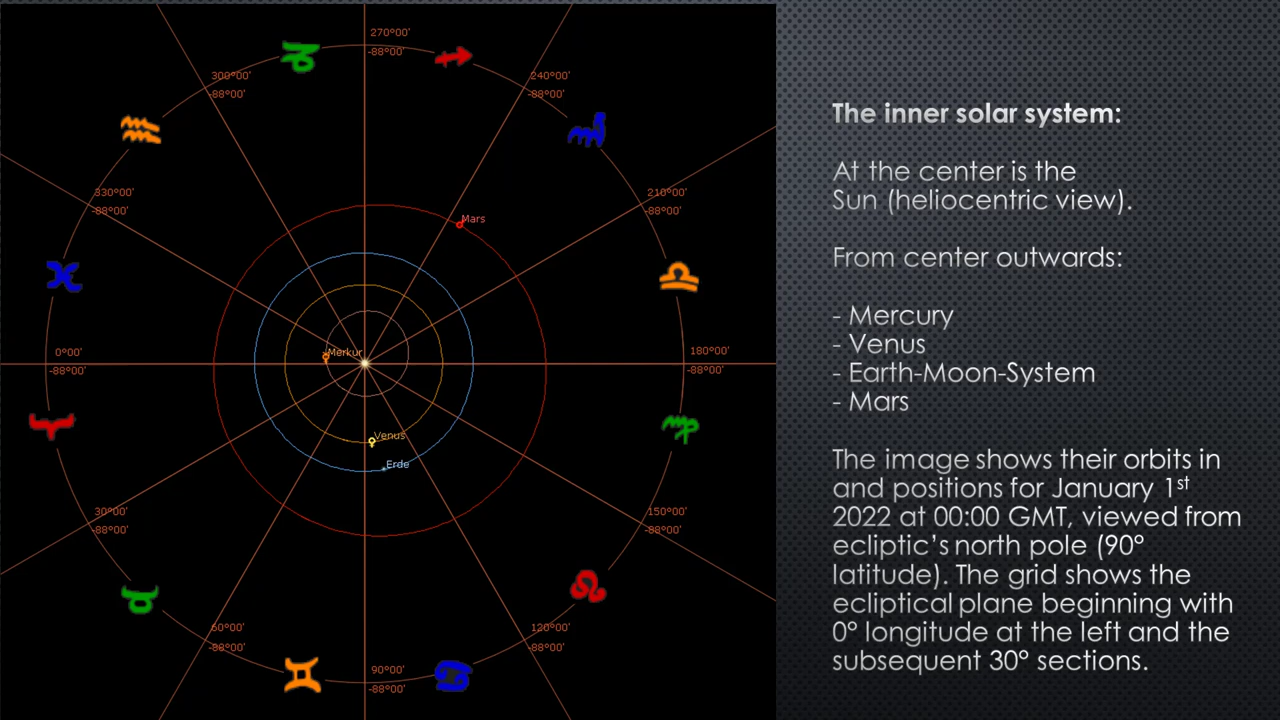 270°00'
-88°00'
300°00'
-88°00'
240°00'
-88°00'
330°00'
-88°00'
210°00'
-88°00'
Mars
Merkur
0°00'
-88°00'
180°00'
-88°00'
Venus
Erde
30°00'
-88°00'
150°00'
-88°00'
60°00'
-88°00'
120°00'
-88°00'
90°00'
-88°00'
The inner solar system:
At the center is the
Sun (heliocentric view).
From center outwards:
- Mercury
- Venus
- Earth-Moon-System
- Mars
The image shows their orbits in
and positions for January 1st
2022 at 00:00 GMT, viewed from
ecliptic’s north pole (90°
latitude). The grid shows the
ecliptical plane beginning with
0° longitude at the left and the
subsequent 30° sections.